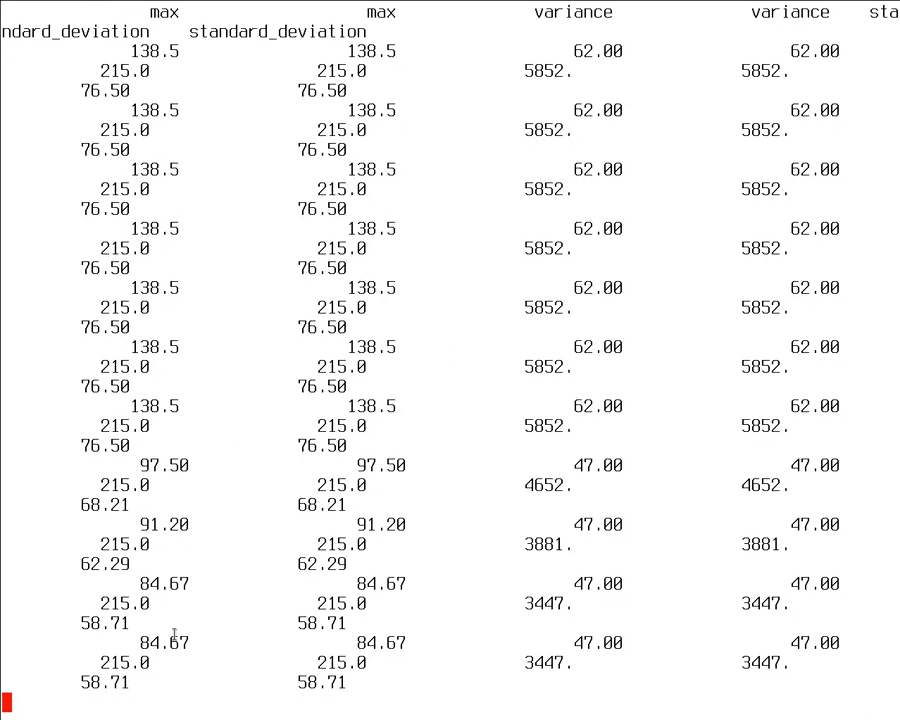 max max variance variance sta
ndard_deviation standard_deviation
138.5 138.5 62.00 62.00
215.0 215.0 5852. 5852.
76.50 76.50
138.5 138.5 62.00 62.00
215.0 215.0 5852. 5852.
76.50 76.50
138.5 138.5 62.00 62.00
215.0 215.0 5852. 5852.
76.50 76.50
138.5 138.5 62.00 62.00
215.0 215.0 5852. 5852.
76.50 76.50
138.5 138.5 62.00 62.00
215.0 215.0 5852. 5852.
76.50 76.50
138.5 138.5 62.00 62.00
215.0 215.0 5852. 5852.
76.50 76.50
138.5 138.5 62.00 62.00
215.0 215.0 5852. 5852.
76.50 76.50
97.50 97.50 47.00 47.00
215.0 215.0 4652. 4652.
68.21 68.21
91.20 91.20 47.00 47.00
215.0 215.0 3881. 3881.
62.29 62.29
84.67 84.67 47.00 47.00
215.0 215.0 3447. 3447.
58.71 58.71
84.67 84.67 47.00 47.00
215.0 215.0 3447. 3447.
58.71 58.71